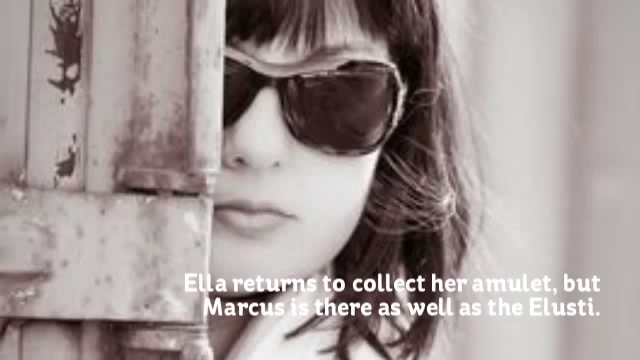 Ella returns to collect her amulet, but
Marcus is there as well as the Elusti.